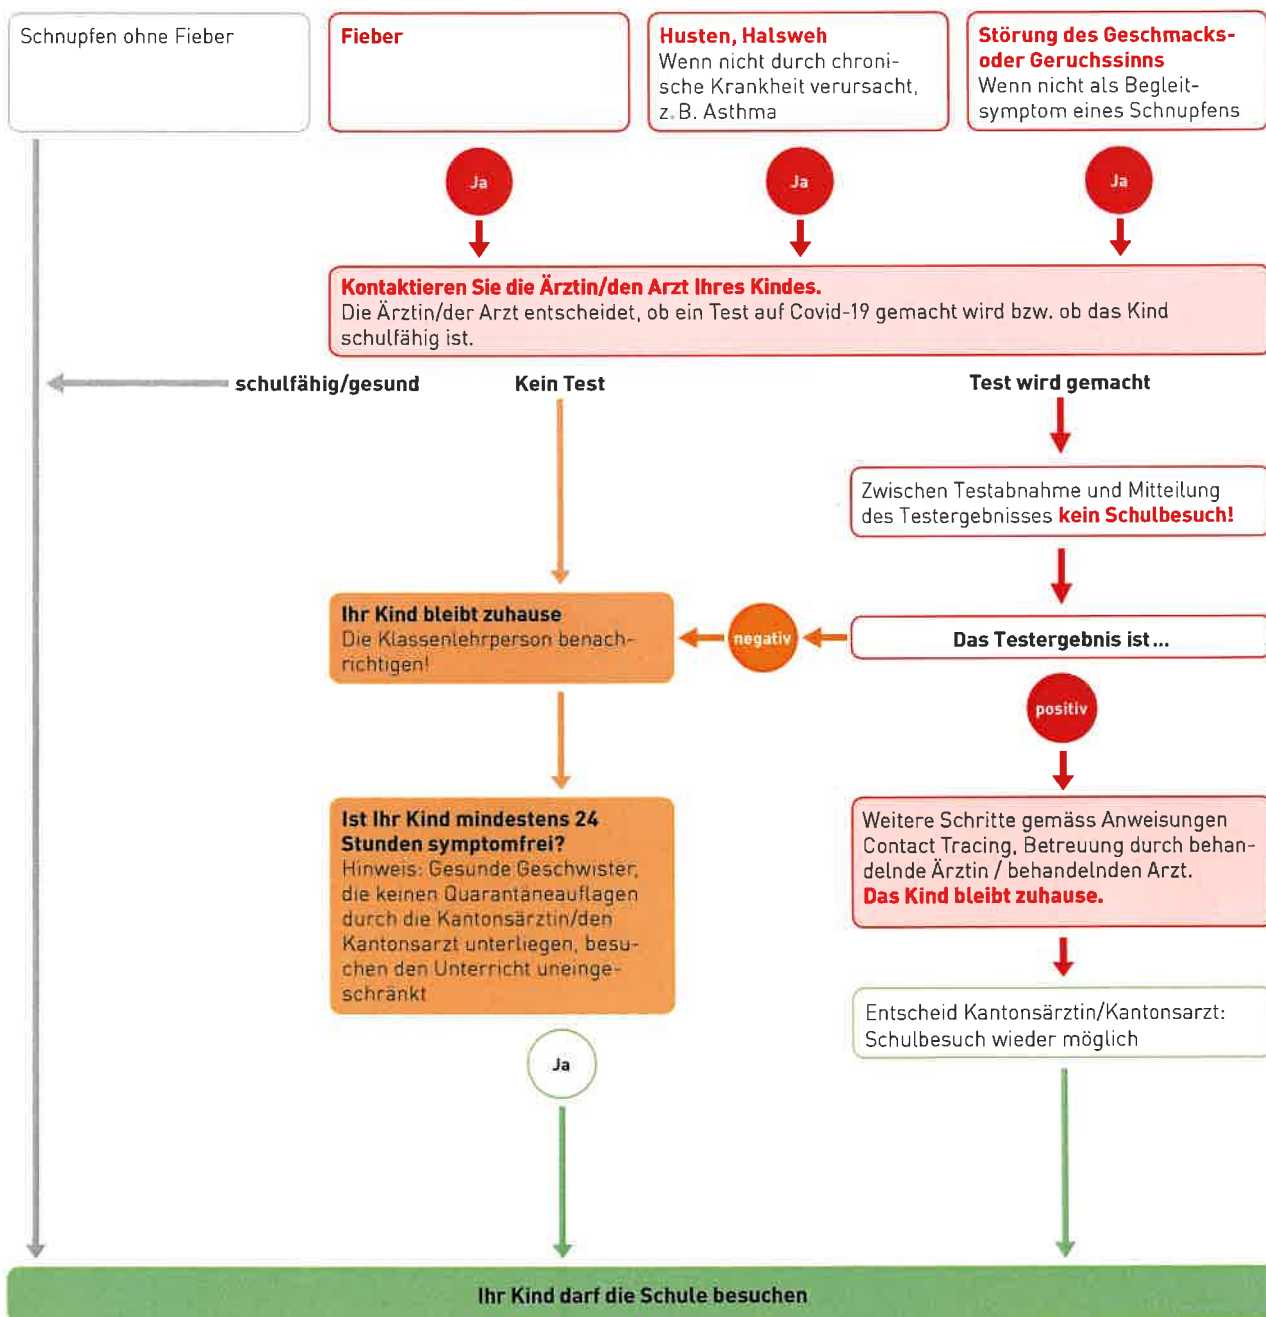 Schnupfen ohne Fieber
Fieber
Husten, Halsweh
Wenn nicht durch chroni-
sche Krankheit verursacht,
z.B. Asthma
Störung des Geschmacks-
oder Geruchssinns
Wenn nicht als Begleit-
symptom eines Schnupfens
Ja
Ja
Ja
Kontaktieren Sie die Ärztin/den Arzt Ihres Kindes.
Die Ärztin/der Arzt entscheidet, ob ein Test auf Covid-19 gemacht wird bzw. ob das Kind
schulfähig ist.
schulfähig/gesund
Kein Test
Test wird gemacht
Zwischen Testabnahme und Mitteilung
des Testergebnisses kein Schulbesuch!
Ihr Kind bleibt zuhause
Die Klassenlehrperson benach-
richtigen!
negativ
Das Testergebnis ist...
positiv
Ist Ihr Kind mindestens 24
Stunden symptomfrei?
Hinweis: Gesunde Geschwister,
die keinen Quarantäneauflagen
durch die Kantonsärztin/den
Kantonsarzt unterliegen, besu-
chen den Unterricht uneinge-
schränkt
Weitere Schritte gemäss Anweisungen
Contact Tracing, Betreuung durch behan-
delnde Ärztin / behandelnden Arzt.
Das Kind bleibt zuhause.
Entscheid Kantonsärztin/Kantonsarzt:
Schulbesuch wieder möglich
Ja
Ihr Kind darf die Schule besuchen